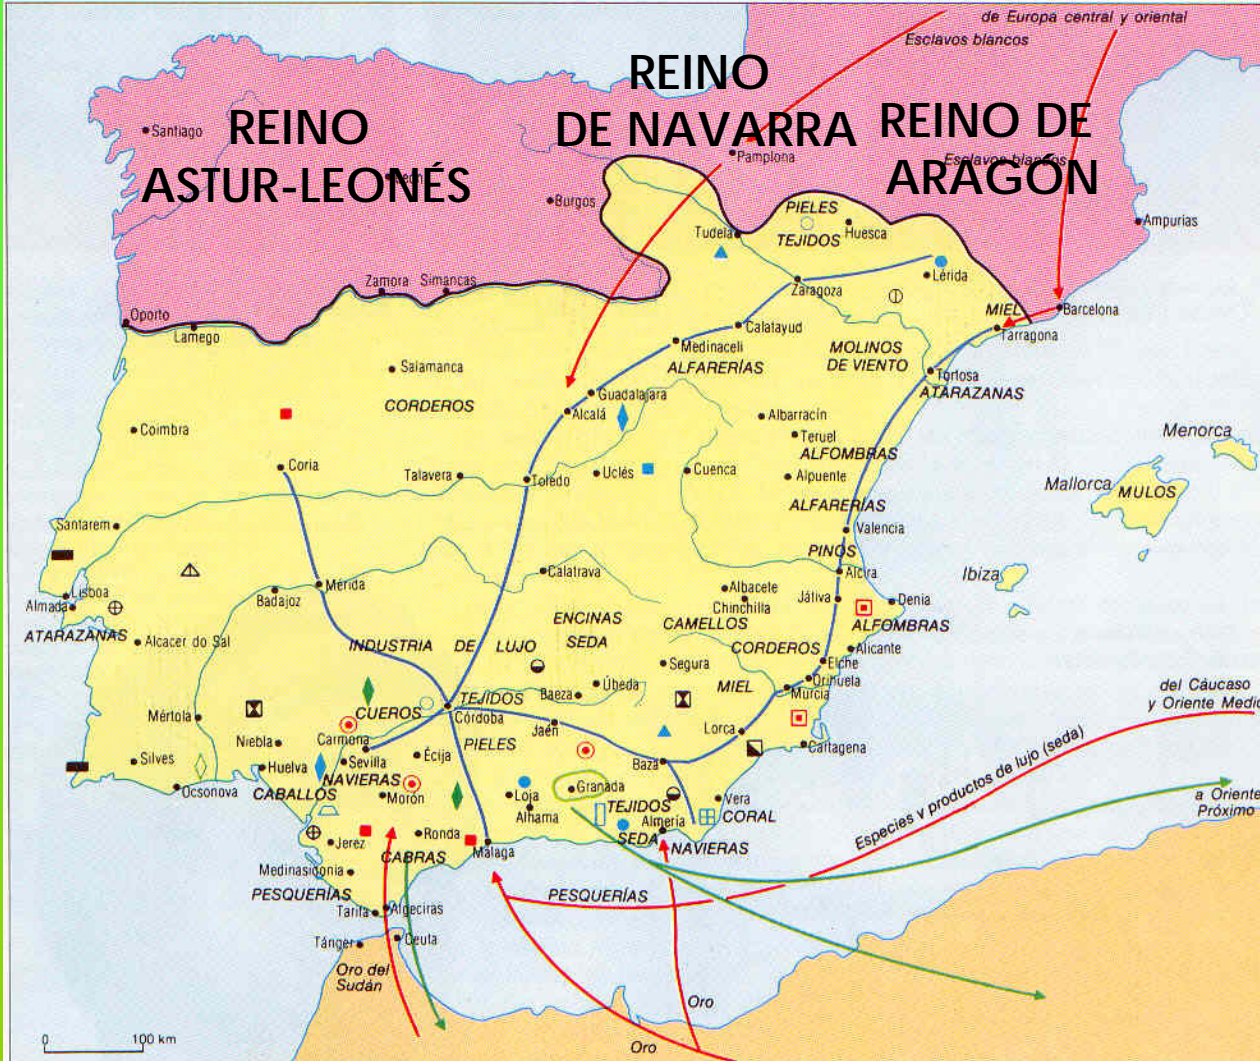 de Europa central y oriental
Esclavos blancos
REINO
DE NAVARRA
REINO
ASTUR-LEONÉS
REINO DE
ARAGÓN
Esclavos blancos
Santiago
León
Burgos
Pamplona
Ampurias
PIELES
Huesca
TEJIDOS
Tudela
Zamora
Simancas
Zaragoza
Lérida
Oporto
Lamego
MIEL
Barcelona
Tarragona
Calatayud
Medinaceli
ALFARERÍAS
MOLINOS
DE VIENTO
Salamanca
CORDEROS
Guadalajara
Alcalá
Tortosa
ATARAZANAS
Albarracín
Teruel
ALFOMBRAS
Coimbra
Menorca
Coria
Talavera
Toledo
Uclés
Cuenca
Alpuente
Mallorca
MULOS
ALFARERÍAS
Santarem
Valencia
PINOS
Alcira
Calatrava
Ibiza
Mérida
Badajoz
Lisboa
Almada
ATARAZANAS
Albacete
Chinchilla
Játiva
Denia
ENCINAS
SEDA
CAMELLOS
ALFOMBRAS
Alcacer do Sal
INDUSTRIA DE LUJO
CORDEROS
Alicante
Segura
Elche
Orihuela
Murcia
MIEL
Úbeda
Baeza
del Cáucaso
y Oriente Medio
Mértola
CUEROS
TEJIDOS
Córdoba
Jaén
PIELES
Lorca
Niebla
Carmona
Cartagena
Silves
Huelva
Sevilla
Écija
Baza
NAVIERAS
Ocsonova
CABALLOS
Morón
Loja
Granada
Alhama
Vera
TEJIDOS
Almería
CORAL
SEDA
NAVIERAS
Especies y productos de lujo (seda)
a Oriente
Próximo
Jerez
Ronda
CABRAS
Málaga
Medinasidonia
PESQUERÍAS
PESQUERÍAS
Tarifa
Algeciras
Tánger
Ceuta
Oro del
Sudán
Oro
Oro
0 100 km